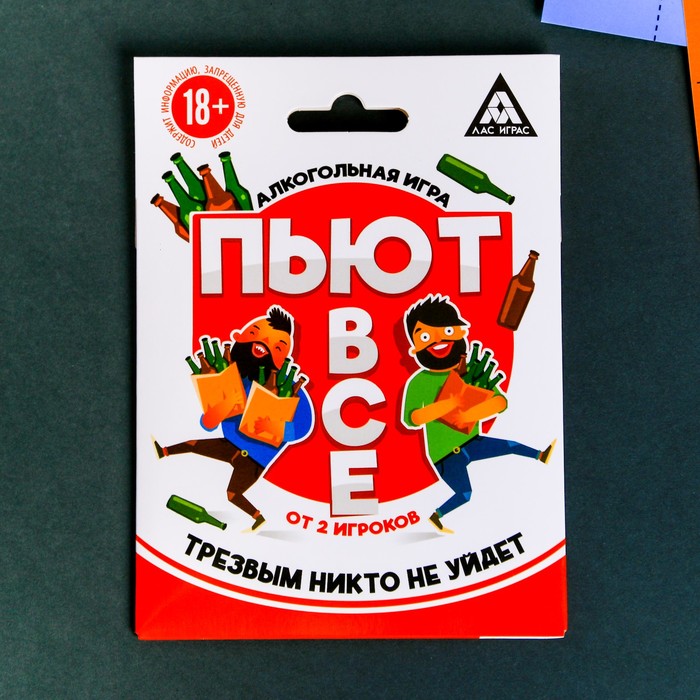 СОДЕРЖИТ ИНФОРМАЦИЮ, ЗАПРЕЩЕННУЮ ДЛЯ ДЕТЕЙ
18+
ЛАС ИГРАС
АЛКОГОЛЬНАЯ ИГРА
ПЬЮТ
ВСЕ
ОТ 2 ИГРОКОВ
ТРЕЗВЫМ НИКТО НЕ УЙДЕТ